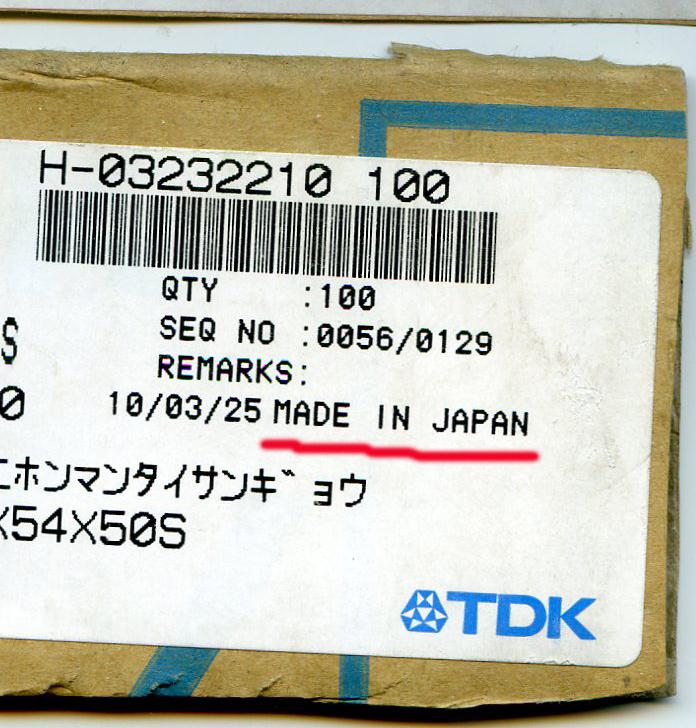 H-03232210 100
QTY :100
SEQ NO :0056/0129
S
REMARKS:
0
10/03/25 MADE IN JAPAN
ニホンマンタイサンギョウ
X54X50S
TDK